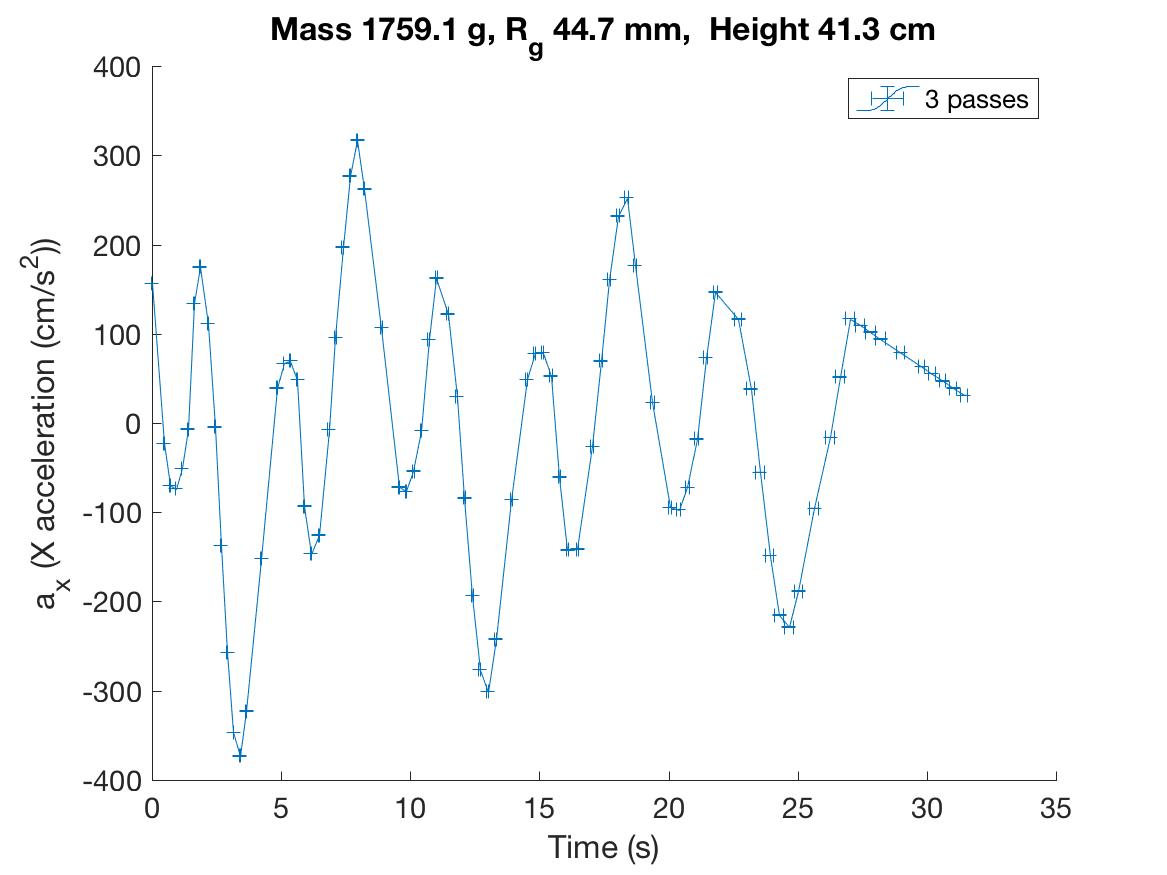 Mass 1759.1 g, Rg 44.7 mm, Height 41.3 cm
400
300
200
100
0
-100
-200
-300
-400
ax (X acceleration (cm/s2))
3 passes
0 5 10 15 20 25 30 35
Time (s)